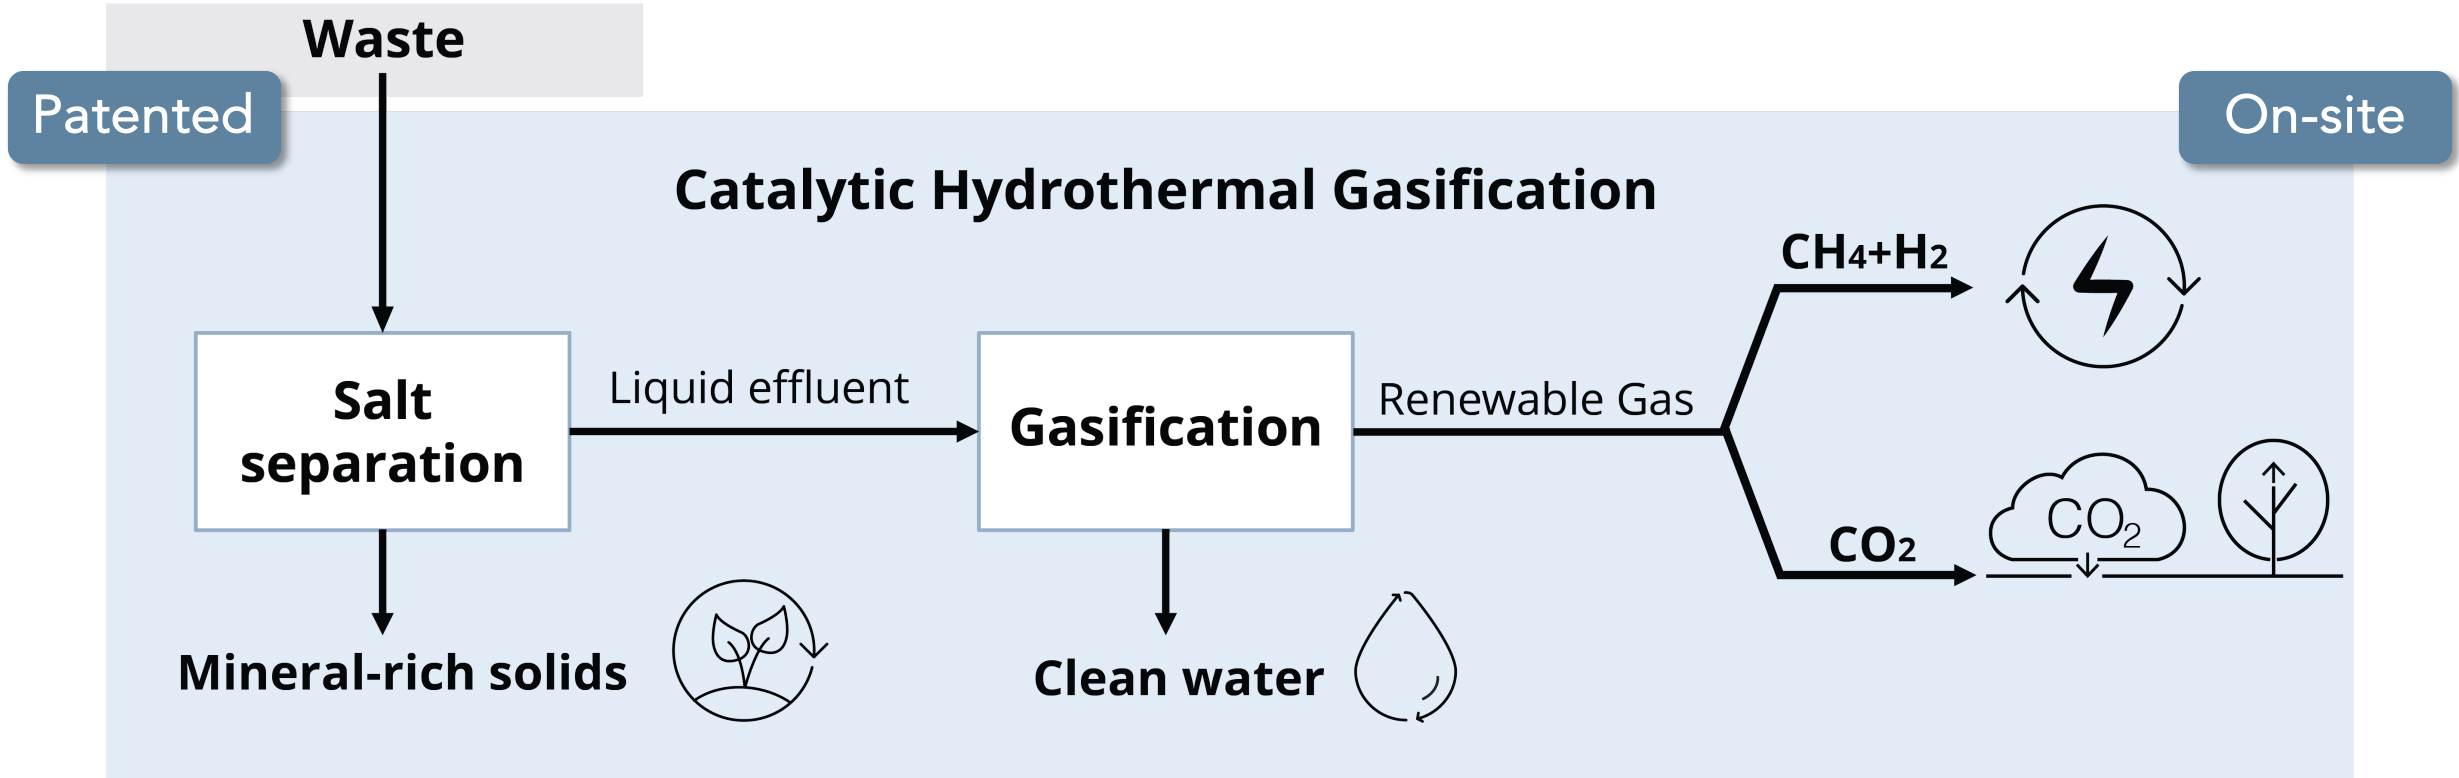 Waste
Patented
On-site
Catalytic Hydrothermal Gasification
CH4+H2
Salt
separation
Liquid effluent
Gasification
Renewable Gas
CO2
CO2
Mineral-rich solids
Clean water